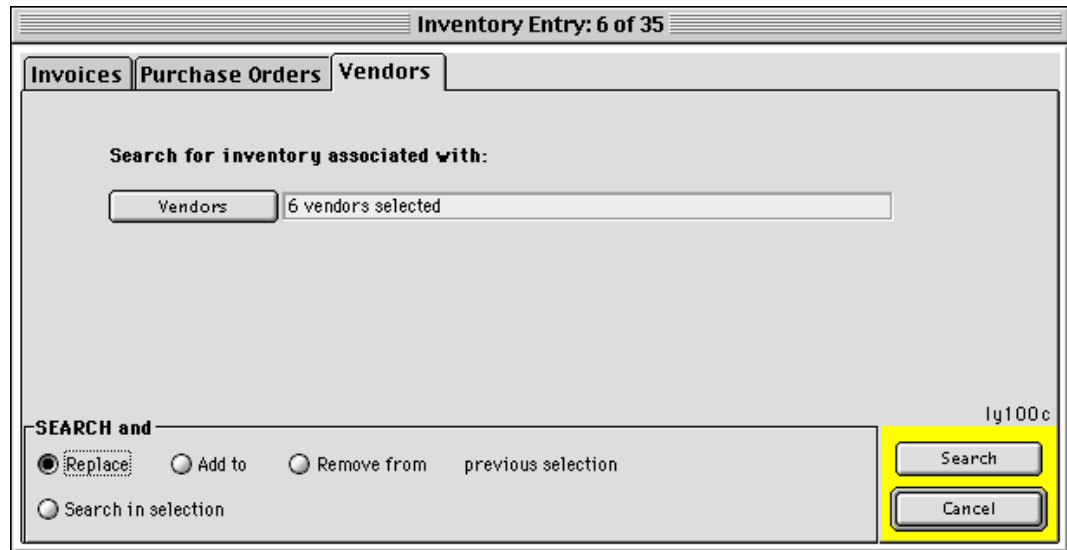 Inventory Entry: 6 of 35
Invoices Purchase Orders Vendors
Search for inventory associated with:
Vendors 6 vendors selected
ly100c
SEARCH and
Replace Add to Remove from previous selection
Search in selection
Search
Cancel